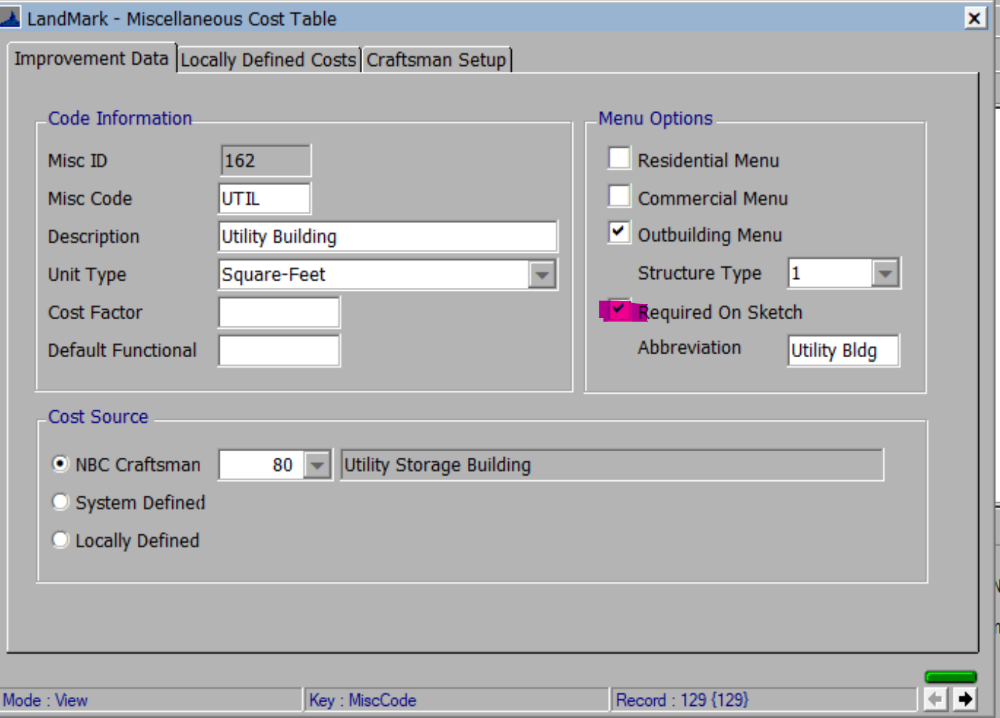 LandMark - Miscellaneous Cost Table
Improvement Data
Locally Defined Costs
Craftsman Setup
Code Information
Misc ID 162
Misc Code UTIL
Description Utility Building
Unit Type Square-Feet
Cost Factor
Default Functional
Menu Options
Residential Menu
Commercial Menu
Outbuilding Menu
Structure Type 1
Required On Sketch
Abbreviation Utility Bldg
Cost Source
NBC Craftsman 80 Utility Storage Building
System Defined
Locally Defined
Mode : View
Key : MiscCode
Record : 129 {129}